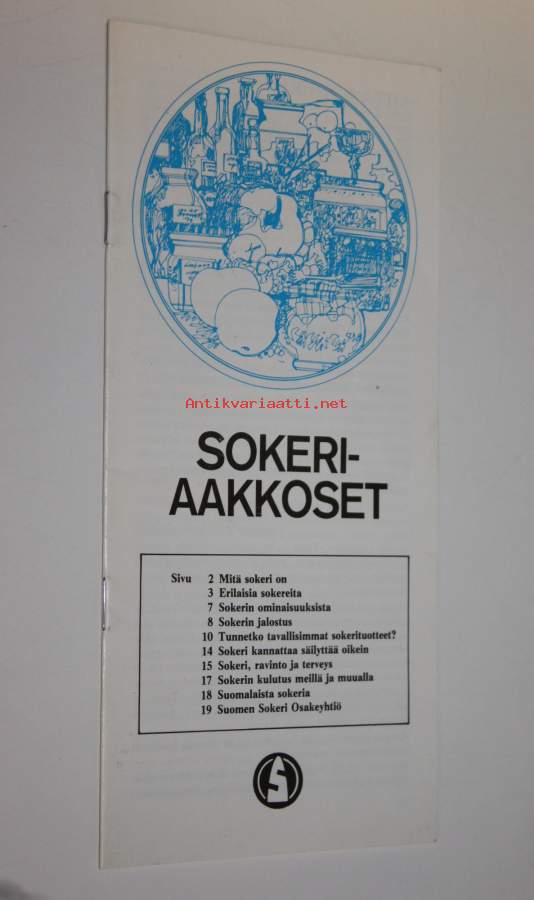 Antikvariaatti.net
SOKERI-
AAKKOSET
Sivu 2 Mitä sokeri on
3 Erilaisia sokereita
7 Sokerin ominaisuuksista
8 Sokerin jalostus
10 Tunnetko tavallisimmat sokerituotteet?
14 Sokeri kannattaa säilyttää oikein
15 Sokeri, ravinto ja terveys
17 Sokerin kulutus meillä ja muualla
18 Suomalaista sokeria
19 Suomen Sokeri Osakeyhtiö
S